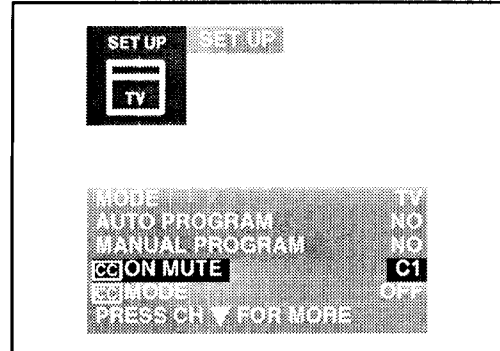 SET UP SET UP
TV
MODE TV
AUTO PROGRAM NO
MANUAL PROGRAM NO
CC ON MUTE C1
CC MODE OFF
PRESS CH ▼ FOR MORE